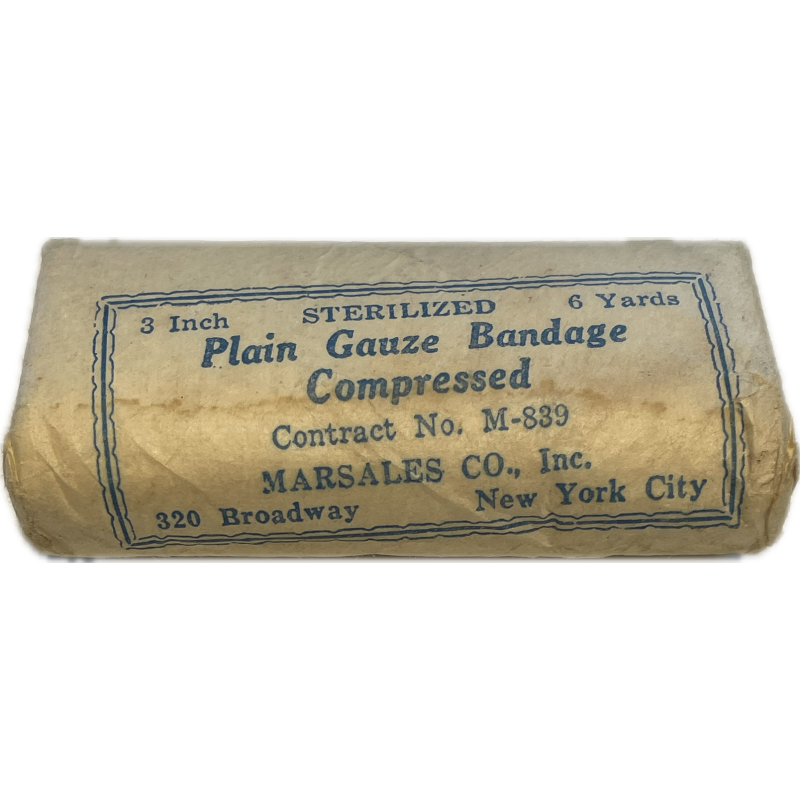 3 Inch STERILIZED 6 Yards
Plain Gauze Bandage
Compressed
Contract No. M-839
MARSALES CO., Inc.
320 Broadway New York City